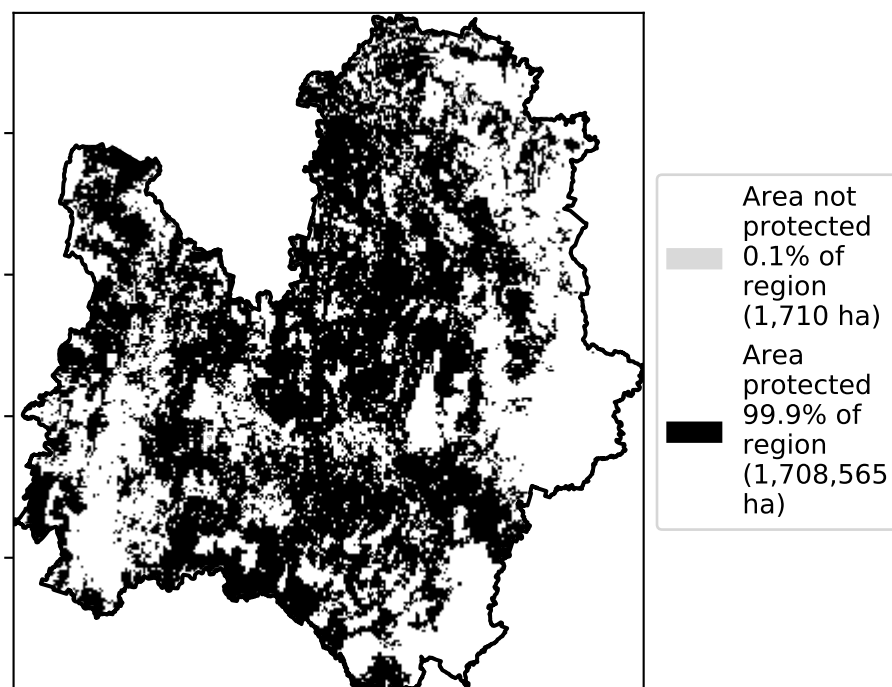 Area not
protected
0.1% of
region
(1,710 ha)
Area
protected
99.9% of
region
(1,708,565
ha)